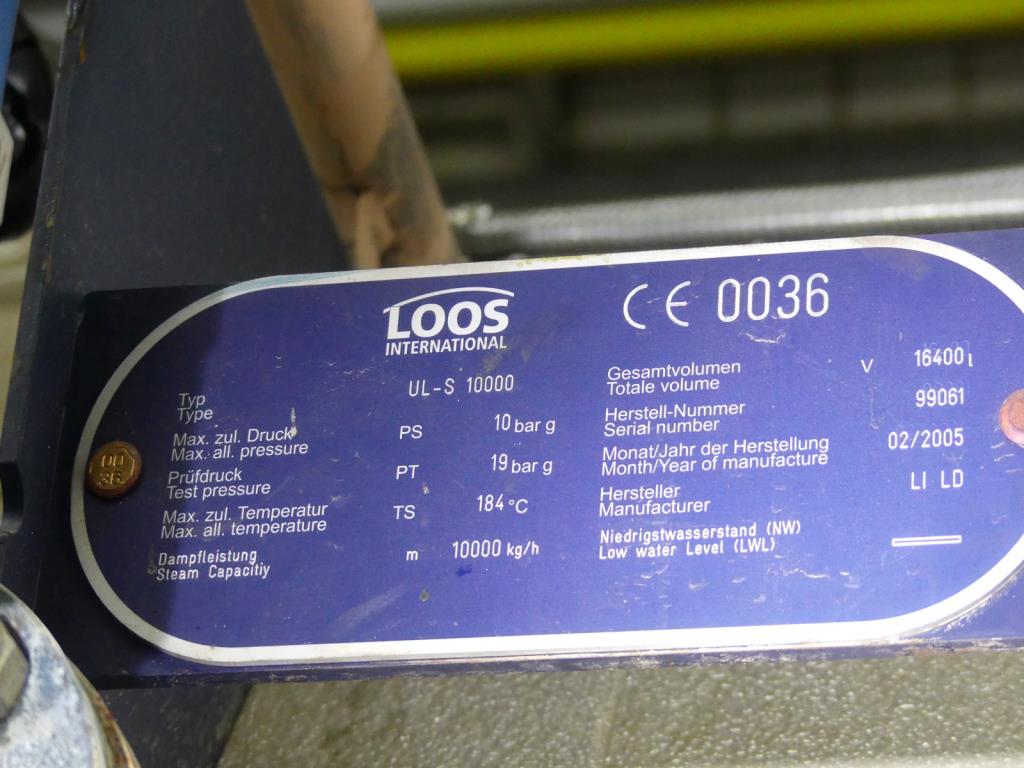 LOOS
INTERNATIONAL
CE 0036
Typ UL-S 10000
Type
Max. zul. Druck PS 10 bar g
Max. all. pressure
Prüfdruck PT 19 bar g
Test pressure
Max. zul. Temperatur TS 184 °C
Max. all. temperature
Dampfleistung m 10000 kg/h
Steam Capacitiy
Gesamtvolumen V 16400 l
Totale volume
Herstell-Nummer 99061
Serial number
Monat/Jahr der Herstellung 02/2005
Month/Year of manufacture
Hersteller LI LD
Manufacturer
Niedrigstwasserstand (NW)
Low water Level (LWL)
00
36